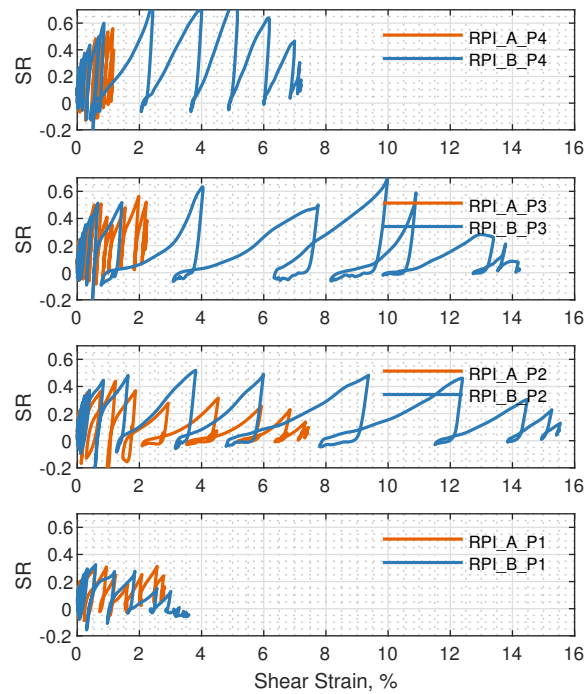 0.6
0.4
0.2
0
-0.2
SR
RPI_A_P4
RPI_B_P4
0 2 4 6 8 10 12 14 16
0.6
0.4
0.2
0
-0.2
SR
RPI_A_P3
RPI_B_P3
0 2 4 6 8 10 12 14 16
0.6
0.4
0.2
0
-0.2
SR
RPI_A_P2
RPI_B_P2
0 2 4 6 8 10 12 14 16
0.6
0.4
0.2
0
-0.2
SR
RPI_A_P1
RPI_B_P1
0 2 4 6 8 10 12 14 16
Shear Strain, %